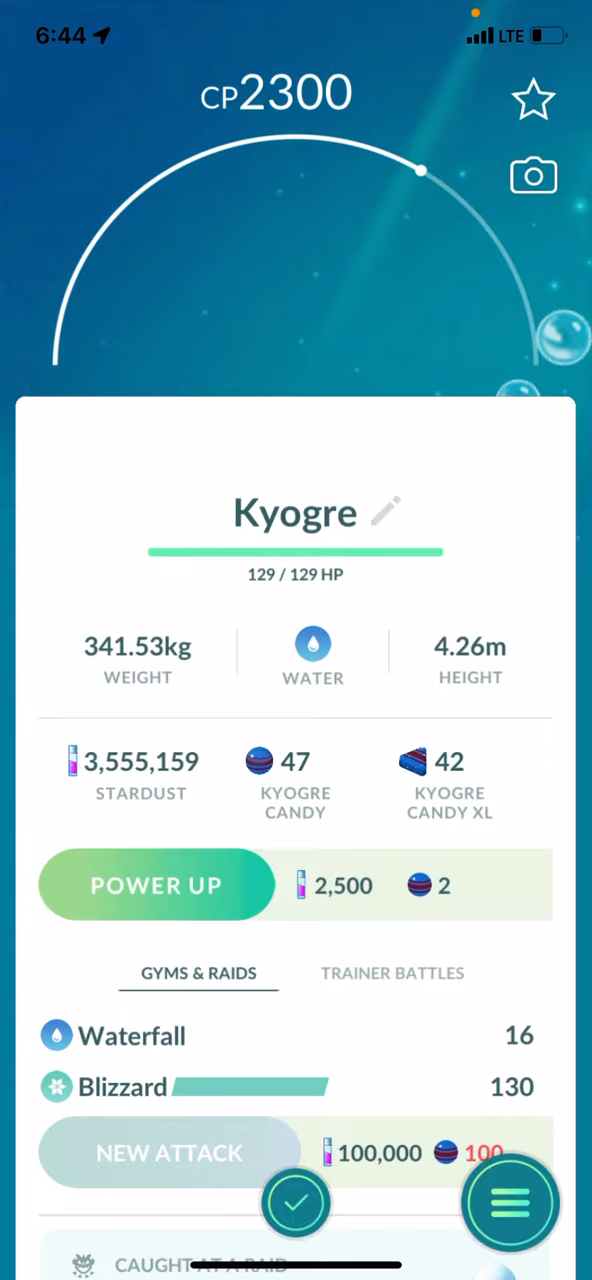 6:44 LTE
CP2300
Kyogre
129 / 129 HP
341.53kg 4.26m
WEIGHT WATER HEIGHT
3,555,159 47 42
STARDUST KYOGRE CANDY KYOGRE CANDY XL
POWER UP 2,500 2
GYMS & RAIDS TRAINER BATTLES
Waterfall 16
Blizzard 130
NEW ATTACK 100,000 100
CAUGHT AT A RAID